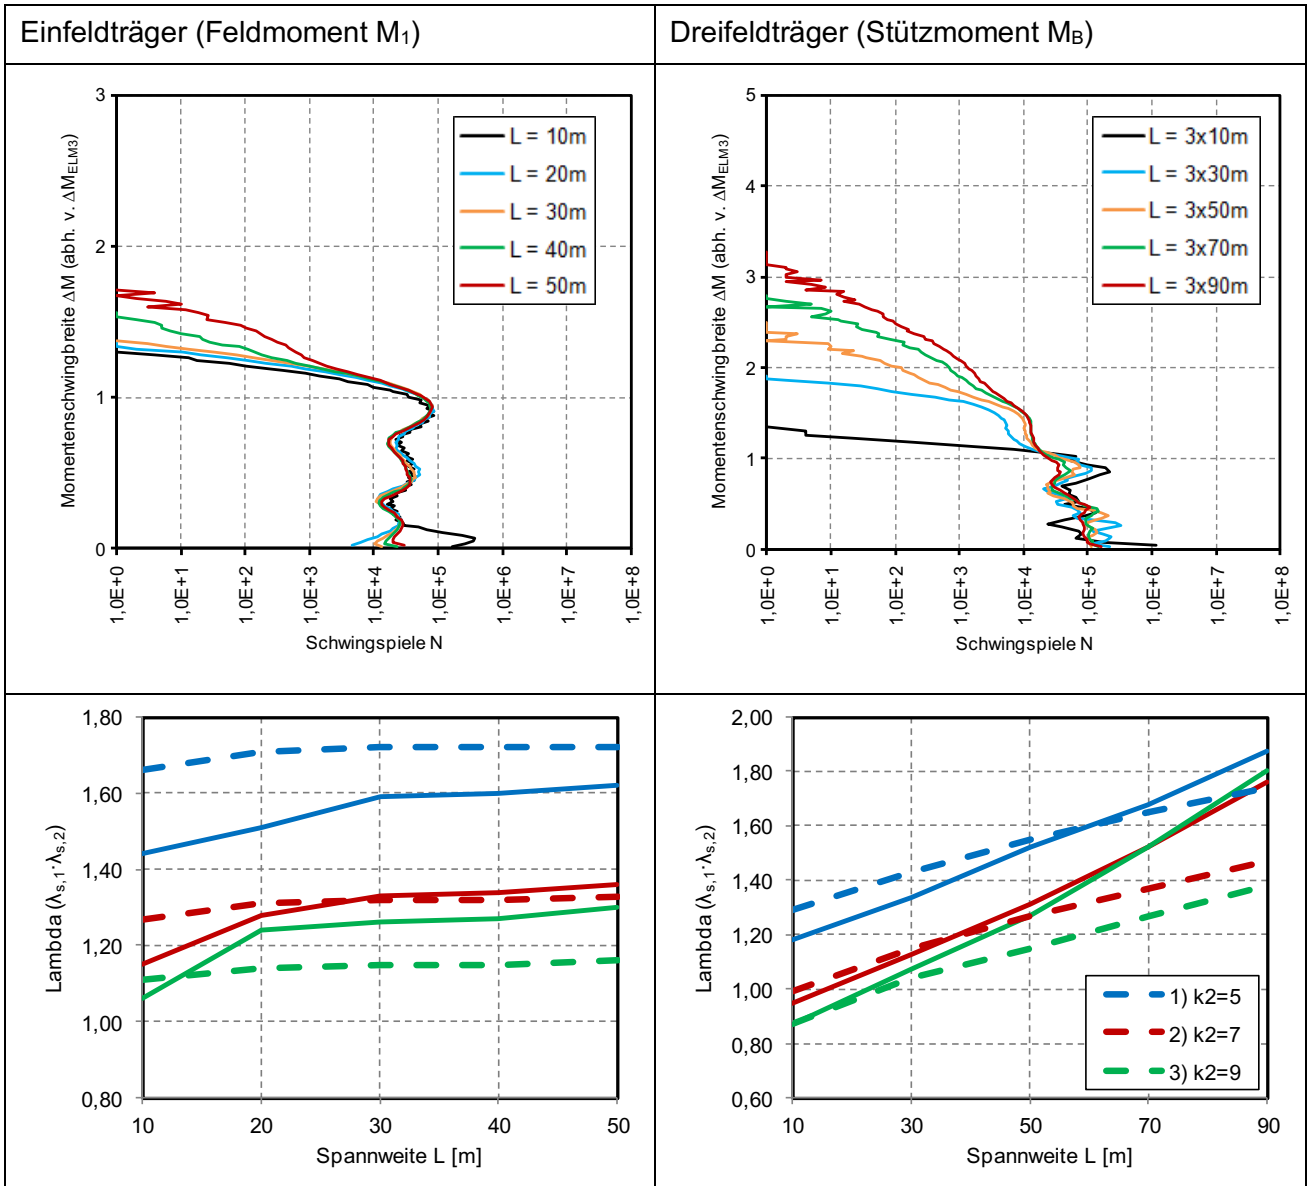 Einfeldträger (Feldmoment M₁)
Dreifeldträger (Stützmoment M_B)
Momentenschwingbreite ΔM (abh. v. ΔM_ELM3)
3
2
1
0
L = 10m
L = 20m
L = 30m
L = 40m
L = 50m
1,0E+0
1,0E+1
1,0E+2
1,0E+3
1,0E+4
1,0E+5
1,0E+6
1,0E+7
1,0E+8
Schwingspiele N
Momentenschwingbreite ΔM (abh. v. ΔM_ELM3)
5
4
3
2
1
0
L = 3x10m
L = 3x30m
L = 3x50m
L = 3x70m
L = 3x90m
1,0E+0
1,0E+1
1,0E+2
1,0E+3
1,0E+4
1,0E+5
1,0E+6
1,0E+7
1,0E+8
Schwingspiele N
Lambda (λs,1·λs,2)
1,80
1,60
1,40
1,20
1,00
0,80
10
20
30
40
50
Spannweite L [m]
Lambda (λs,1·λs,2)
2,00
1,80
1,60
1,40
1,20
1,00
0,80
0,60
1) k2=5
2) k2=7
3) k2=9
10
30
50
70
90
Spannweite L [m]